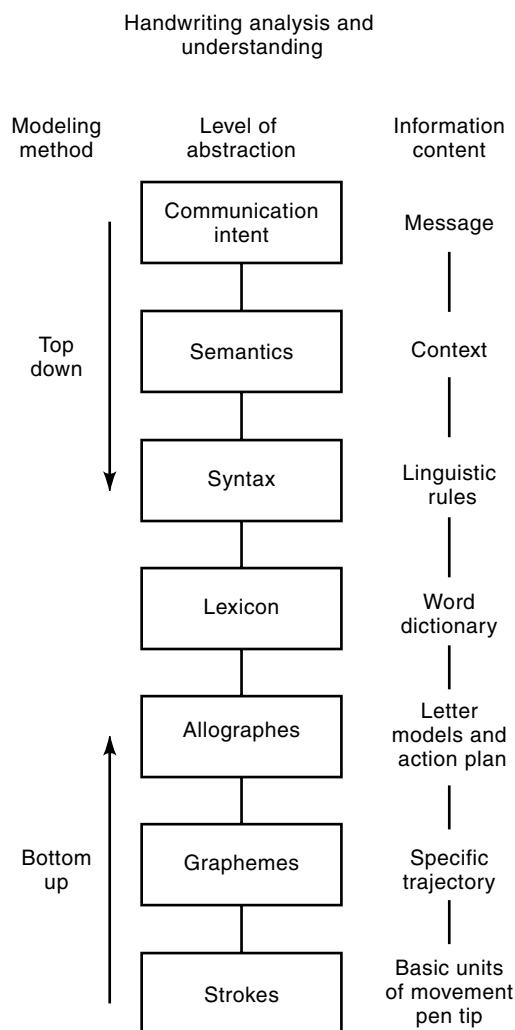 Handwriting analysis and
understanding
Modeling
method
Level of
abstraction
Information
content
Communication
intent
Message
Top
down
Semantics
Context
Syntax
Linguistic
rules
Lexicon
Word
dictionary
Allographes
Letter
models and
action plan
Bottom
up
Graphemes
Specific
trajectory
Strokes
Basic units
of movement
pen tip